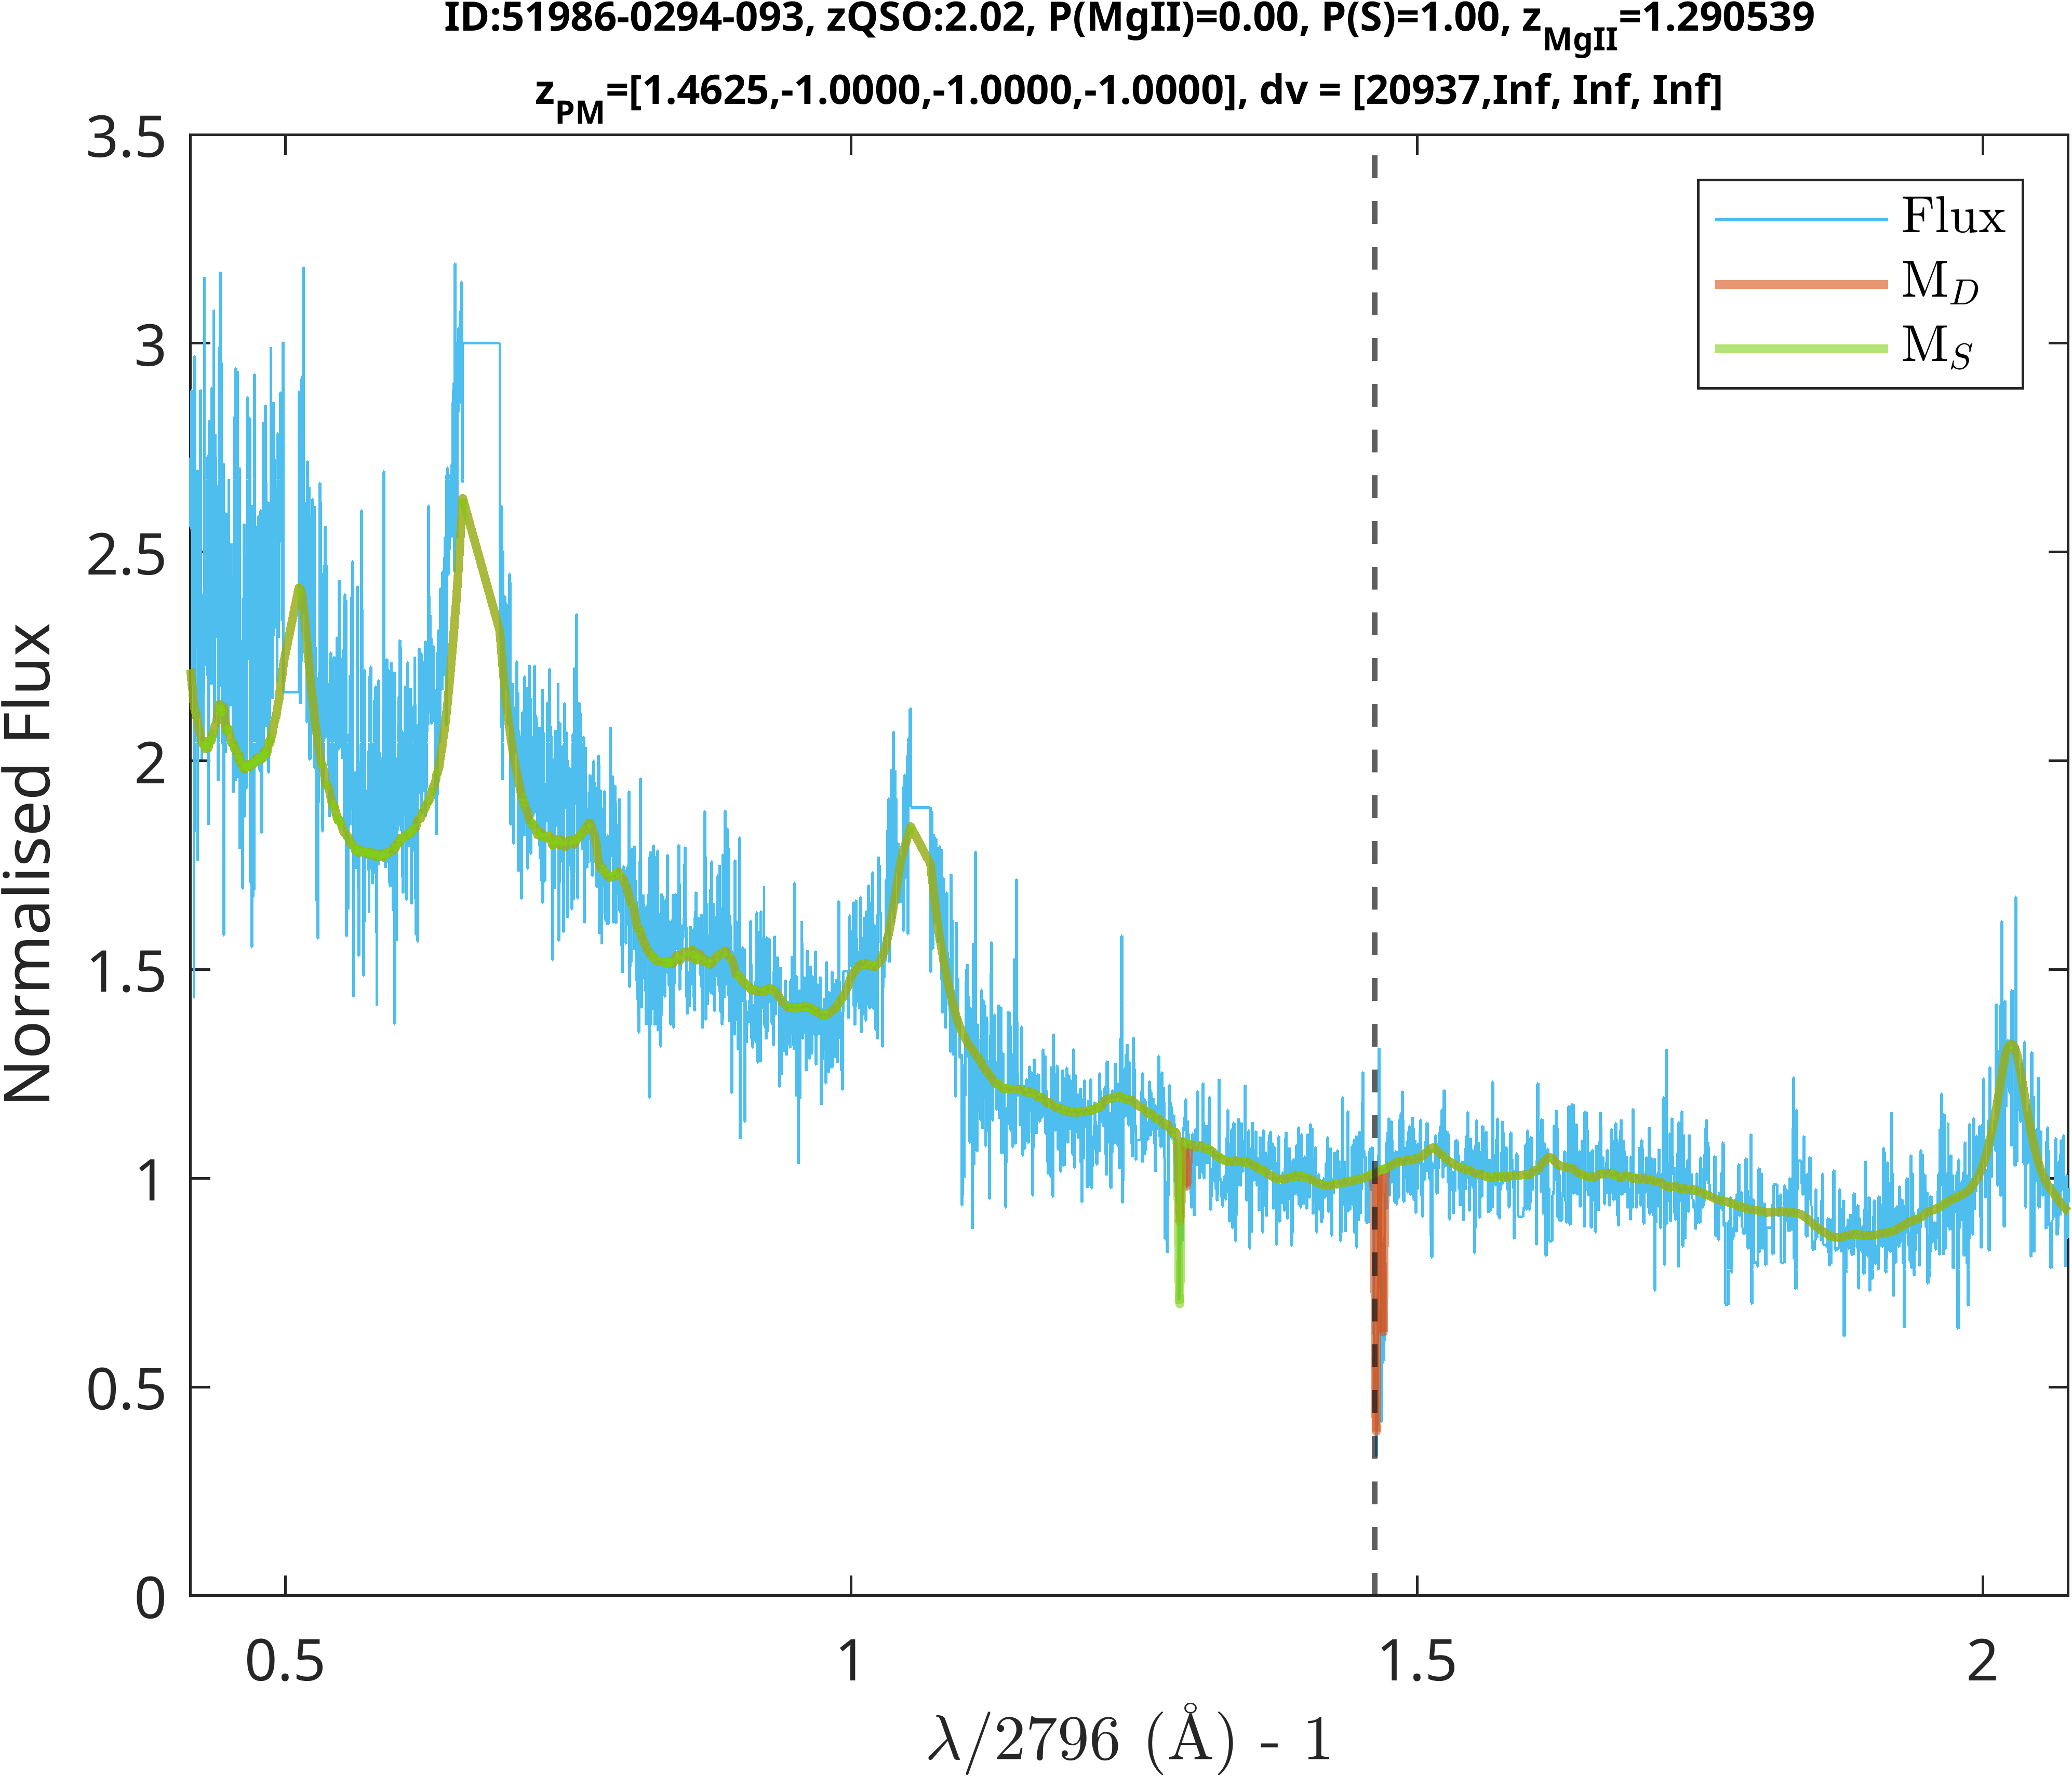 ID:51986-0294-093, zQSO:2.02, P(MgII)=0.00, P(S)=1.00, zMgII=1.290539
zPM=[1.4625,-1.0000,-1.0000,-1.0000], dv = [20937,Inf, Inf, Inf]
3.5
3
2.5
2
1.5
1
0.5
0
Normalised Flux
Flux
MD
MS
0.5
1
1.5
2
λ/2796 (Å) - 1